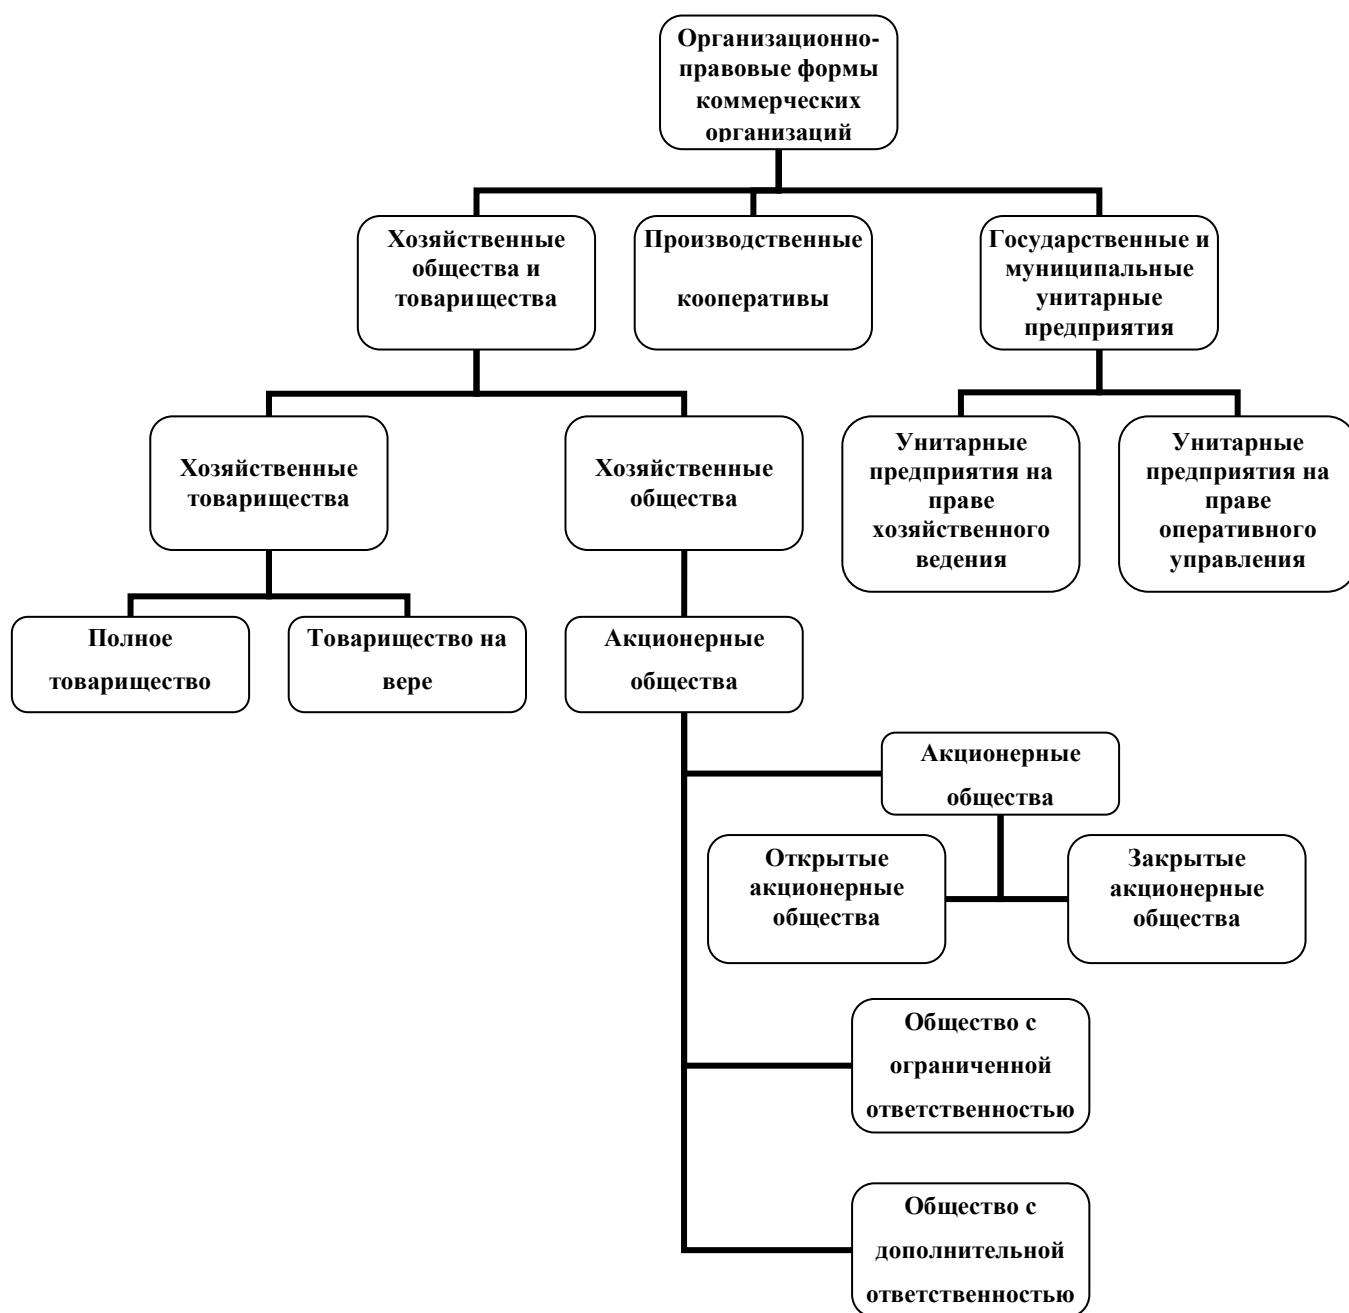 Организационно-
правовые формы
коммерческих
организаций
Хозяйственные
общества и
товарищества
Производственные
кооперативы
Государственные и
муниципальные
унитарные
предприятия
Хозяйственные
товарищества
Хозяйственные
общества
Унитарные
предприятия на
праве
хозяйственного
ведения
Унитарные
предприятия на
праве
оперативного
управления
Полное
товарищество
Товарищество на
вере
Акционерные
общества
Акционерные
общества
Открытые
акционерные
общества
Закрытые
акционерные
общества
Общество с
ограниченной
ответственностью
Общество с
дополнительной
ответственностью